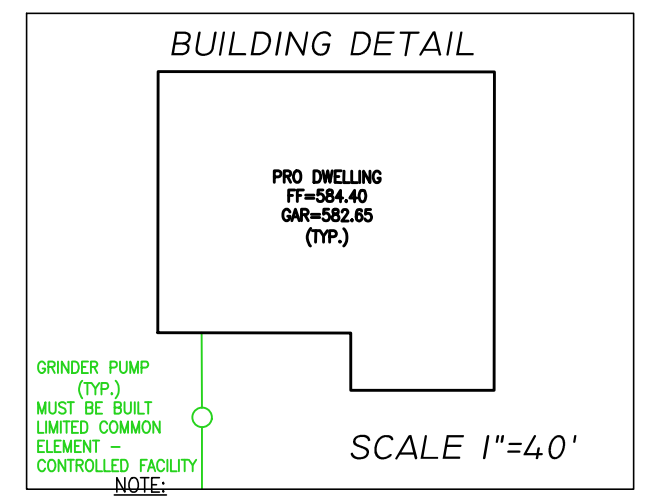 BUILDING DETAIL
PRO DWELLING
FF=584.40
GAR=582.65
(TYP.)
GRINDER PUMP
(TYP.)
MUST BE BUILT
LIMITED COMMON
ELEMENT –
CONTROLLED FACILITY
SCALE 1"=40'
NOTE: